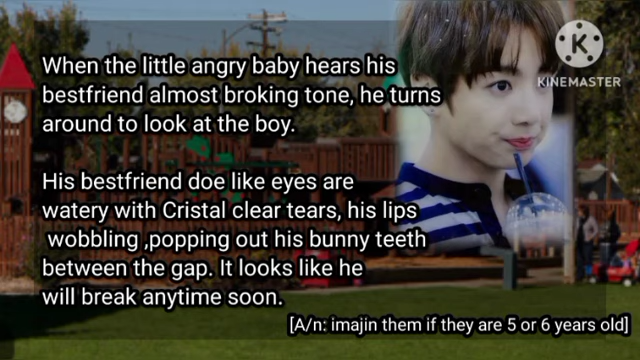 When the little angry baby hears his
bestfriend almost broking tone, he turns
around to look at the boy.
His bestfriend doe like eyes are
watery with Cristal clear tears, his lips
wobbling ,popping out his bunny teeth
between the gap. It looks like he
will break anytime soon.
[A/n: imajin them if they are 5 or 6 years old]
K
KINEMASTER